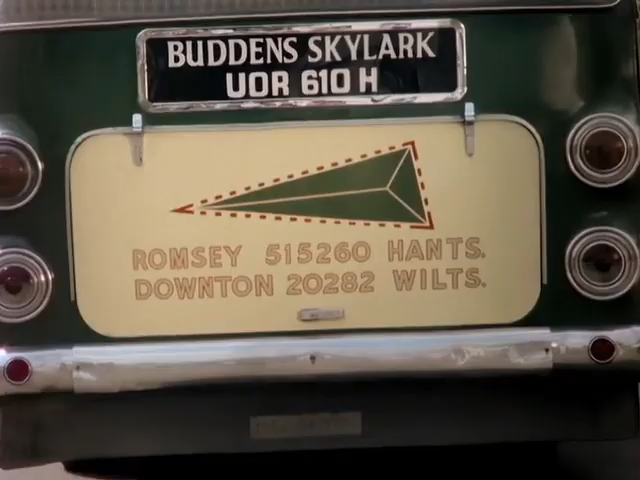 BUDDENS SKYLARK
UOR 610 H
ROMSEY 515260 HANTS.
DOWNTON 20282 WILTS.